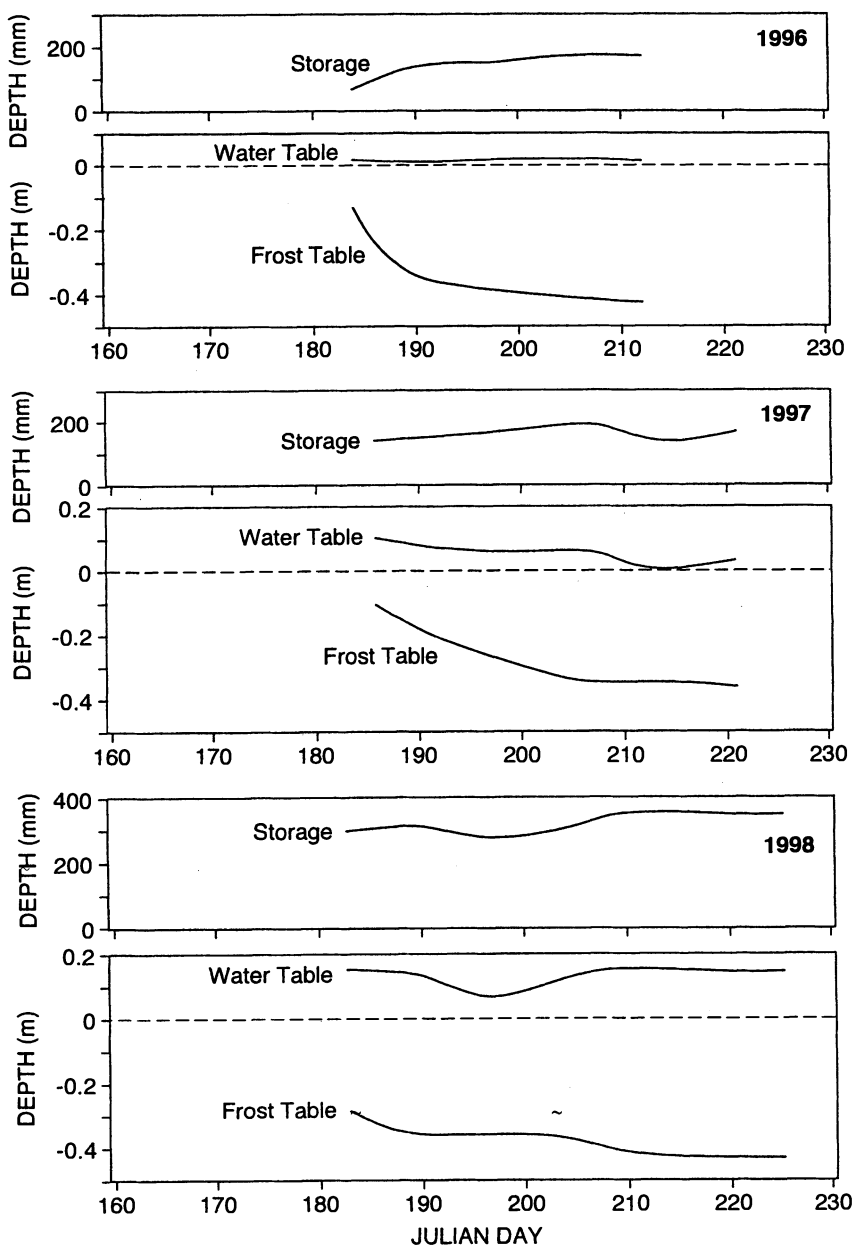 1996
DEPTH (mm)
200
0
Storage
DEPTH (m)
0
-0.2
-0.4
Water Table
Frost Table
160 170 180 190 200 210 220 230
1997
DEPTH (mm)
200
0
Storage
DEPTH (m)
0.2
0
-0.2
-0.4
Water Table
Frost Table
160 170 180 190 200 210 220 230
1998
DEPTH (mm)
400
200
0
Storage
DEPTH (m)
0.2
0
-0.2
-0.4
Water Table
Frost Table
~
160 170 180 190 200 210 220 230
JULIAN DAY